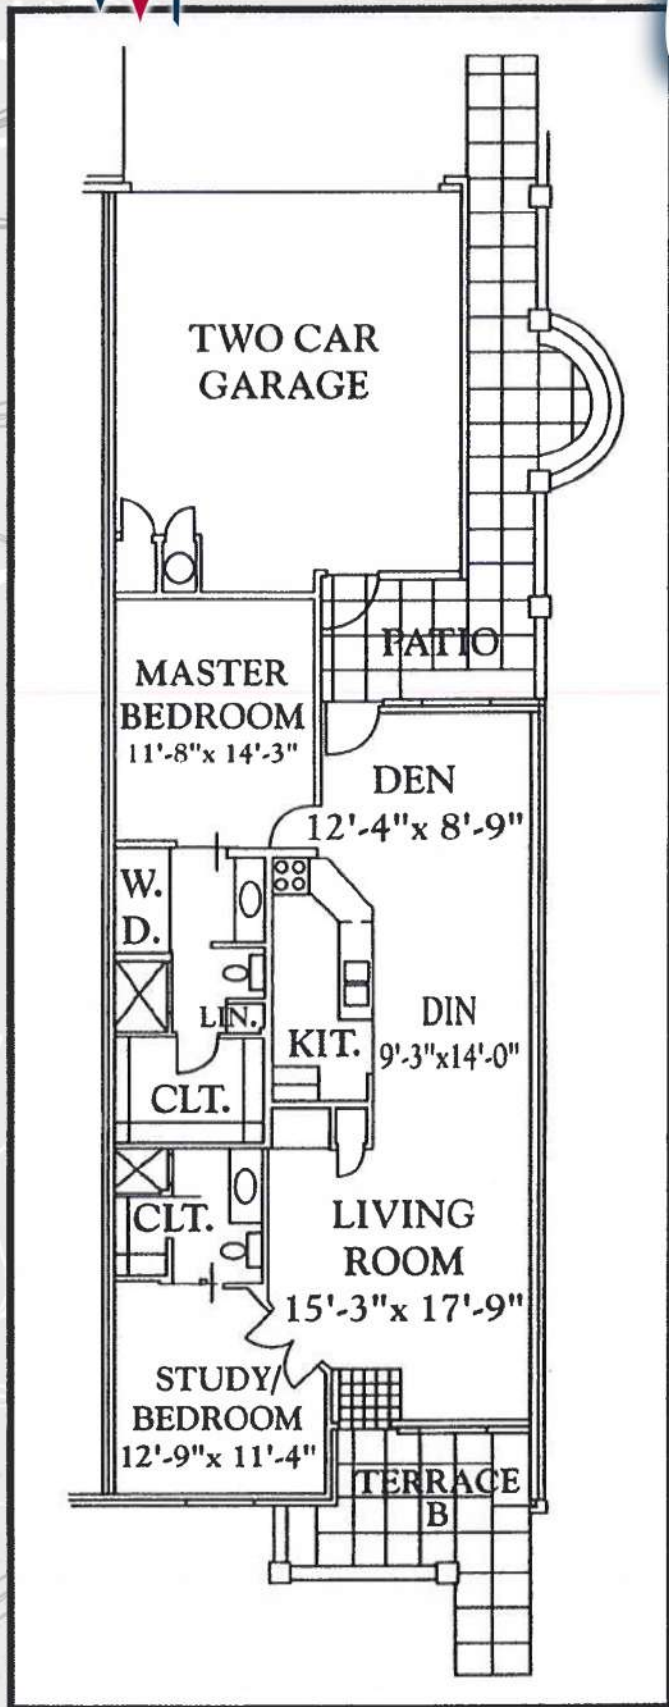 TWO CAR
GARAGE
PATIO
MASTER
BEDROOM
11'-8"x 14'-3"
DEN
12'-4"x 8'-9"
W.
D.
LIN.
KIT.
DIN
9'-3"x14'-0"
CLT.
CLT.
LIVING
ROOM
15'-3"x 17'-9"
STUDY/
BEDROOM
12'-9"x 11'-4"
TERRACE
B